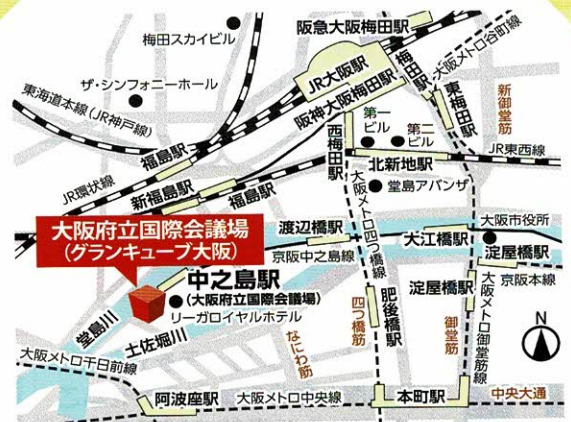 阪急大阪梅田駅
梅田スカイビル
ザ・シンフォニーホール
JR大阪駅
梅田駅
大阪メトロ谷町線
東海道本線(JR神戸線)
阪神大阪梅田駅
東梅田駅
新御堂筋
第一ビル
第二ビル
西梅田駅
福島駅
JR東西線
北新地駅
JR環状線
新福島駅
福島駅
堂島アバンザ
大阪メトロ四つ橋線
大阪府立国際会議場
(グランキューブ大阪)
渡辺橋駅
大江橋駅
大阪市役所
京阪中之島線
淀屋橋駅
京阪本線
中之島駅
(大阪府立国際会議場)
リーガロイヤルホテル
淀屋橋駅
大阪メトロ御堂筋線
肥後橋駅
四つ橋筋
御堂筋
N
堂島川
土佐堀川
なにわ筋
大阪メトロ千日前線
阿波座駅
大阪メトロ中央線
本町駅
中央大通